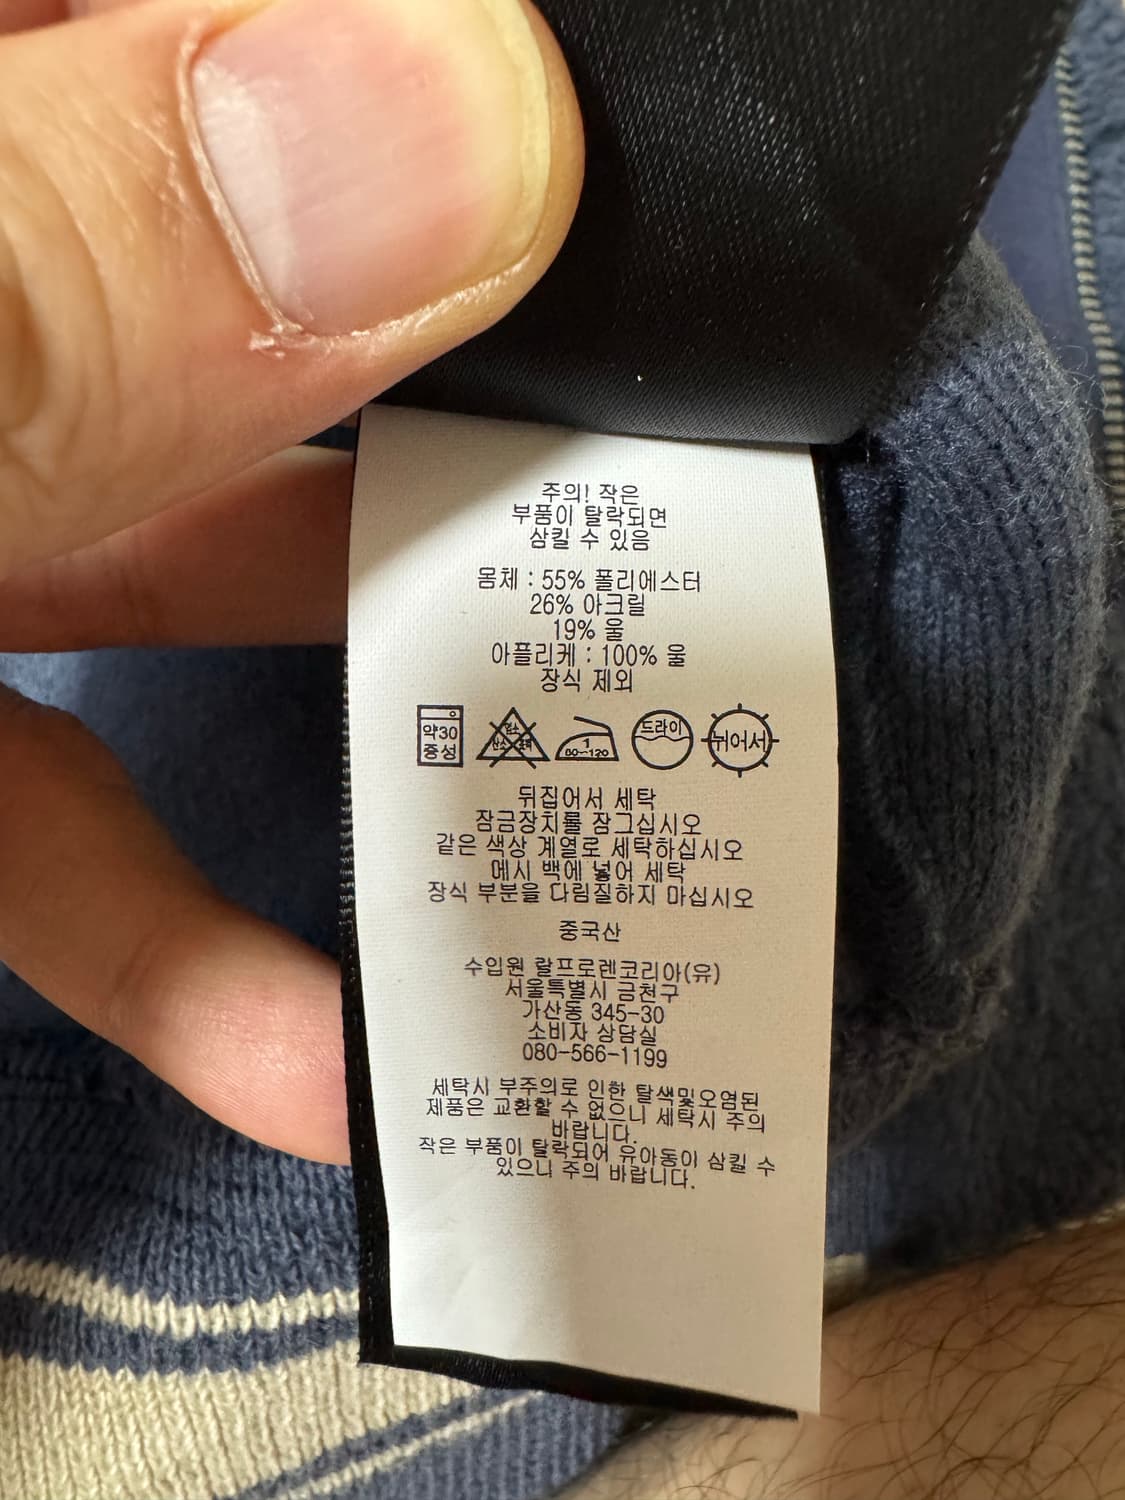 주의! 작은
부품이 탈락되면
삼킬 수 있음
몸체 : 55% 폴리에스터
26% 아크릴
19% 울
아플리케 : 100% 울
장식 제외
약30
중성
염소
산소 표백
1
80~120
드라이
뉘어서
뒤집어서 세탁
잠금장치를 잠그십시오
같은 색상 계열로 세탁하십시오
메시 백에 넣어 세탁
장식 부분을 다림질하지 마십시오
중국산
수입원 랄프로렌코리아(유)
서울특별시 금천구
가산동 345-30
소비자 상담실
080-566-1199
세탁시 부주의로 인한 탈색및오염된
제품은 교환할 수 없으니 세탁시 주의
바랍니다.
작은 부품이 탈락되어 유아동이 삼킬 수
있으니 주의 바랍니다.